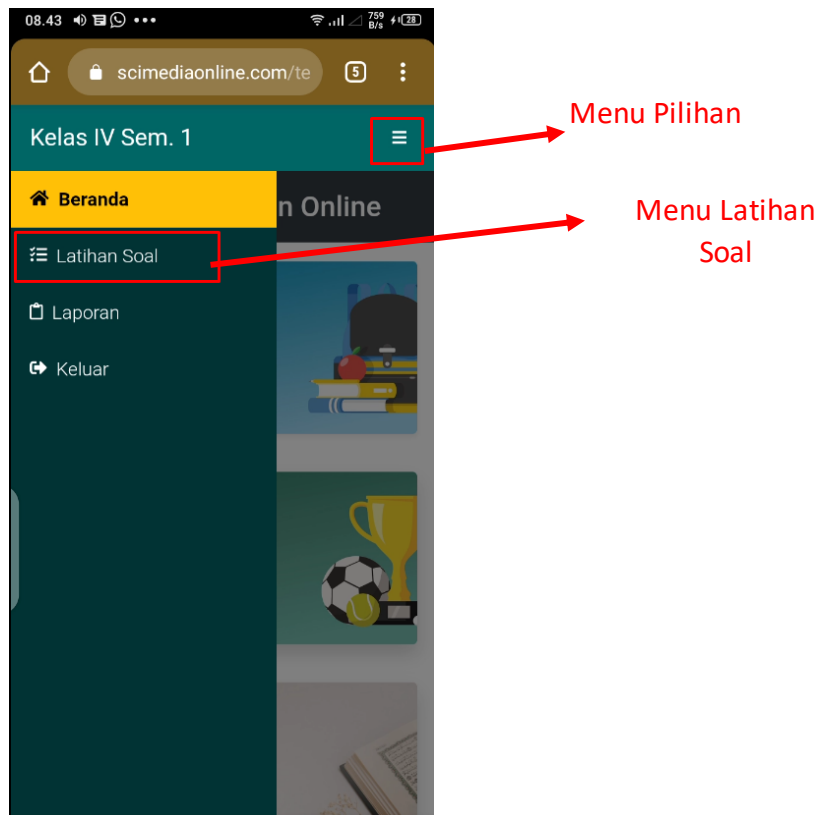 08.43 759 B/s 28
scimediaonline.com/te 5
Menu Pilihan
Kelas IV Sem. 1
Beranda
n Online
Menu Latihan
Soal
Latihan Soal
Laporan
Keluar